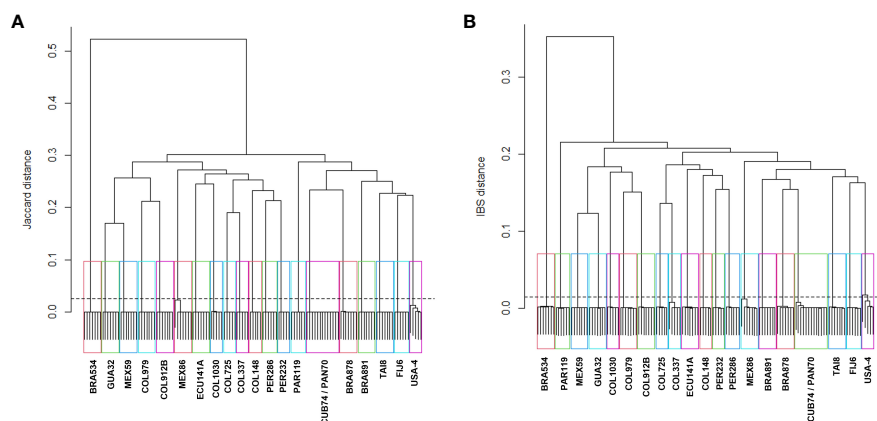 A
Jaccard distance
0.5
0.4
0.3
0.2
0.1
0.0
BRA534
GUA32
MEX59
COL979
COL912B
MEX86
ECU141A
COL1030
COL725
COL337
COL148
PER286
PER232
PAR119
CUB74 / PAN70
BRA878
BRA891
TAI8
FIJ6
USA-4
B
IBS distance
0.3
0.2
0.1
0.0
BRA534
PAR119
MEX59
GUA32
COL1030
COL979
COL912B
COL725
COL337
ECU141A
COL148
PER232
PER286
MEX86
BRA891
BRA878
CUB74 / PAN70
TAI8
FIJ6
USA-4